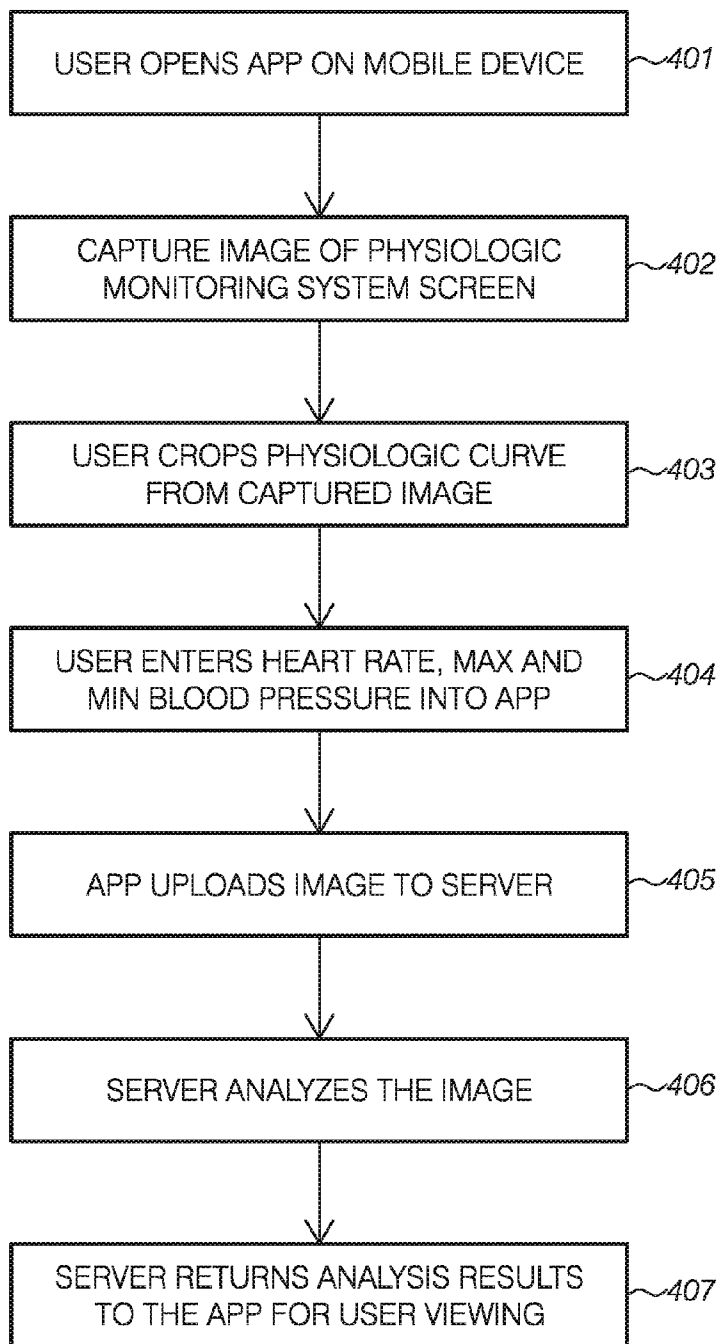 USER OPENS APP ON MOBILE DEVICE
401
CAPTURE IMAGE OF PHYSIOLOGIC
MONITORING SYSTEM SCREEN
402
USER CROPS PHYSIOLOGIC CURVE
FROM CAPTURED IMAGE
403
USER ENTERS HEART RATE, MAX AND
MIN BLOOD PRESSURE INTO APP
404
APP UPLOADS IMAGE TO SERVER
405
SERVER ANALYZES THE IMAGE
406
SERVER RETURNS ANALYSIS RESULTS
TO THE APP FOR USER VIEWING
407